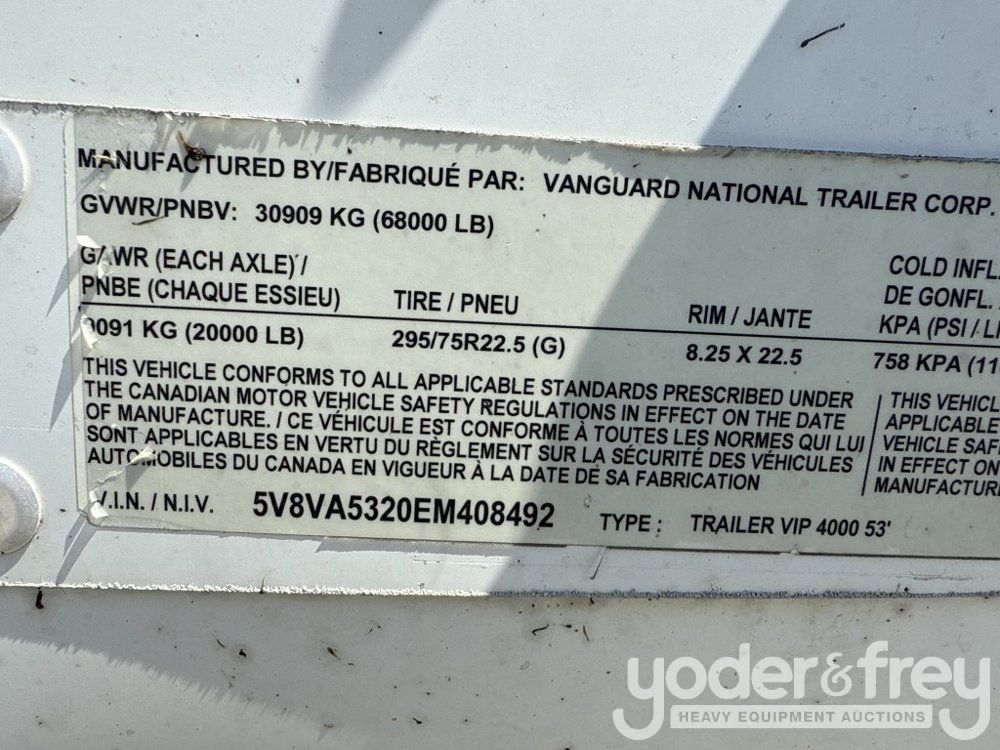 MANUFACTURED BY/FABRIQUÉ PAR: VANGUARD NATIONAL TRAILER CORP.
GVWR/PNBV: 30909 KG (68000 LB)
GAWR (EACH AXLE) /
PNBE (CHAQUE ESSIEU) TIRE / PNEU RIM / JANTE
COLD INFL.
DE GONFL.
KPA (PSI /
9091 KG (20000 LB) 295/75R22.5 (G) 8.25 X 22.5 758 KPA
THIS VEHICLE CONFORMS TO ALL APPLICABLE STANDARDS PRESCRIBED UNDER
THE CANADIAN MOTOR VEHICLE SAFETY REGULATIONS IN EFFECT ON THE DATE
OF MANUFACTURE. / CE VÉHICULE EST CONFORME À TOUTES LES NORMES QUI LUI
SONT APPLICABLES EN VERTU DU RÈGLEMENT SUR LA SÉCURITÉ DES VÉHICULES
AUTOMOBILES DU CANADA EN VIGUEUR À LA DATE DE SA FABRICATION
THIS
APPLICABLE
VEHICLE
IN EFFECT ON
V.I.N. / N.I.V. 5V8VA5320EM408492 TYPE : TRAILER VIP 4000 53'
yoder&frey
HEAVY EQUIPMENT AUCTIONS